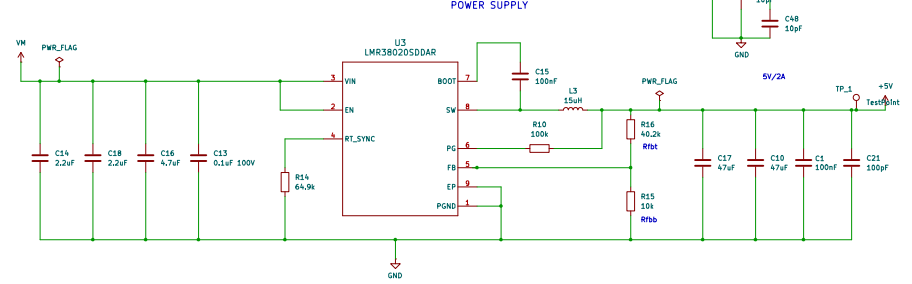 POWER SUPPLY
10pF
C48
10pF
GND
VM
PWR_FLAG
U3
LMR38020SDDAR
3
VIN
BOOT
7
C15
100nF
5V/2A
PWR_FLAG
+5V
TP_1
TestPoint
2
EN
SW
8
L3
15uH
4
RT_SYNC
R10
100k
R16
40.2k
Rfbt
PG
6
FB
5
C14
2.2uF
C18
2.2uF
C16
4.7uF
C13
0.1uF 100V
C17
47uF
C10
47uF
C1
100nF
C21
100pF
R14
64.9k
EP
9
PGND
1
R15
10k
Rfbb
GND